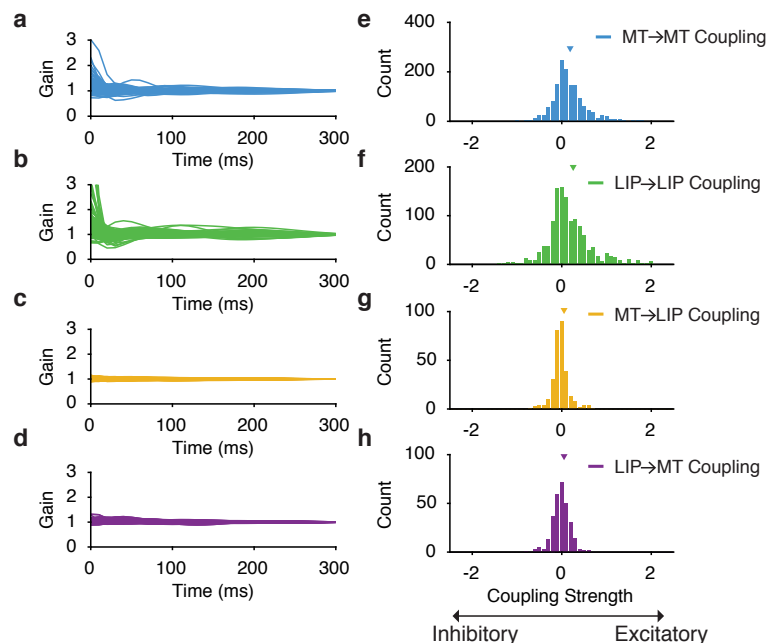 a
3
2
1
0
Gain
0
100
200
300
Time (ms)
b
3
2
1
0
Gain
0
100
200
300
Time (ms)
c
3
2
1
0
Gain
0
100
200
300
Time (ms)
d
3
2
1
0
Gain
0
100
200
300
Time (ms)
e
400
200
0
Count
MT→MT Coupling
-2
0
2
f
200
100
0
Count
LIP→LIP Coupling
-2
0
2
g
100
50
0
Count
MT→LIP Coupling
-2
0
2
h
100
50
0
Count
LIP→MT Coupling
-2
0
2
Coupling Strength
Inhibitory
Excitatory